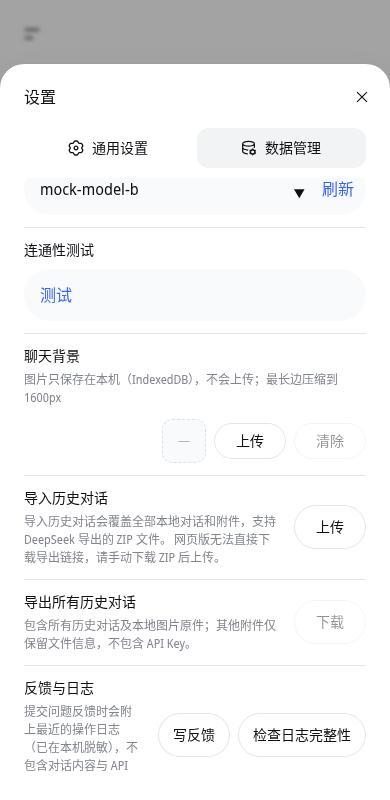 设置
通用设置
数据管理
mock-model-b
刷新
连通性测试
测试
聊天背景
图片只保存在本机（IndexedDB），不会上传；最长边压缩到
1600px
—
上传
清除
导入历史对话
导入历史对话会覆盖全部本地对话和附件，支持
DeepSeek 导出的 ZIP 文件。 网页版无法直接下
载导出链接，请手动下载 ZIP 后上传。
上传
导出所有历史对话
包含所有历史对话及本地图片原件；其他附件仅
保留文件信息，不包含 API Key。
下载
反馈与日志
提交问题反馈时会附
上最近的操作日志
（已在本机脱敏），不
包含对话内容与 API
写反馈
检查日志完整性